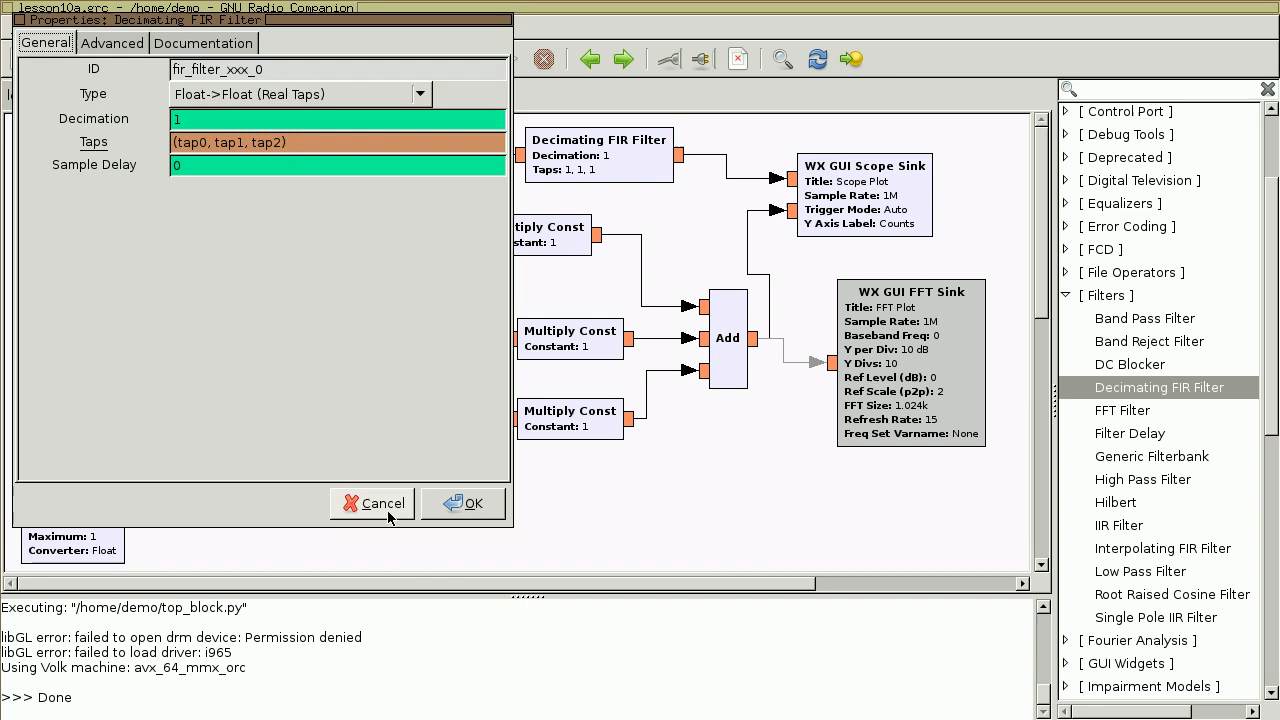 lesson10a.grc - /home/demo - GNU Radio Companion
Properties: Decimating FIR Filter
General
Advanced
Documentation
ID
fir_filter_xxx_0
Type
Float->Float (Real Taps)
Decimation
1
Taps
(tap0, tap1, tap2)
Sample Delay
0
Cancel
OK
Decimating FIR Filter
Decimation: 1
Taps: 1, 1, 1
tiply Const
stant: 1
Multiply Const
Constant: 1
Multiply Const
Constant: 1
Add
WX GUI Scope Sink
Title: Scope Plot
Sample Rate: 1M
Trigger Mode: Auto
Y Axis Label: Counts
WX GUI FFT Sink
Title: FFT Plot
Sample Rate: 1M
Baseband Freq: 0
Y per Div: 10 dB
Y Divs: 10
Ref Level (dB): 0
Ref Scale (p2p): 2
FFT Size: 1.024k
Refresh Rate: 15
Freq Set Varname: None
Maximum: 1
Converter: Float
[ Control Port ]
[ Debug Tools ]
[ Deprecated ]
[ Digital Television ]
[ Equalizers ]
[ Error Coding ]
[ FCD ]
[ File Operators ]
[ Filters ]
Band Pass Filter
Band Reject Filter
DC Blocker
Decimating FIR Filter
FFT Filter
Filter Delay
Generic Filterbank
High Pass Filter
Hilbert
IIR Filter
Interpolating FIR Filter
Low Pass Filter
Root Raised Cosine Filter
Single Pole IIR Filter
[ Fourier Analysis ]
[ GUI Widgets ]
[ Impairment Models ]
Executing: "/home/demo/top_block.py"
libGL error: failed to open drm device: Permission denied
libGL error: failed to load driver: i965
Using Volk machine: avx_64_mmx_orc
>>> Done